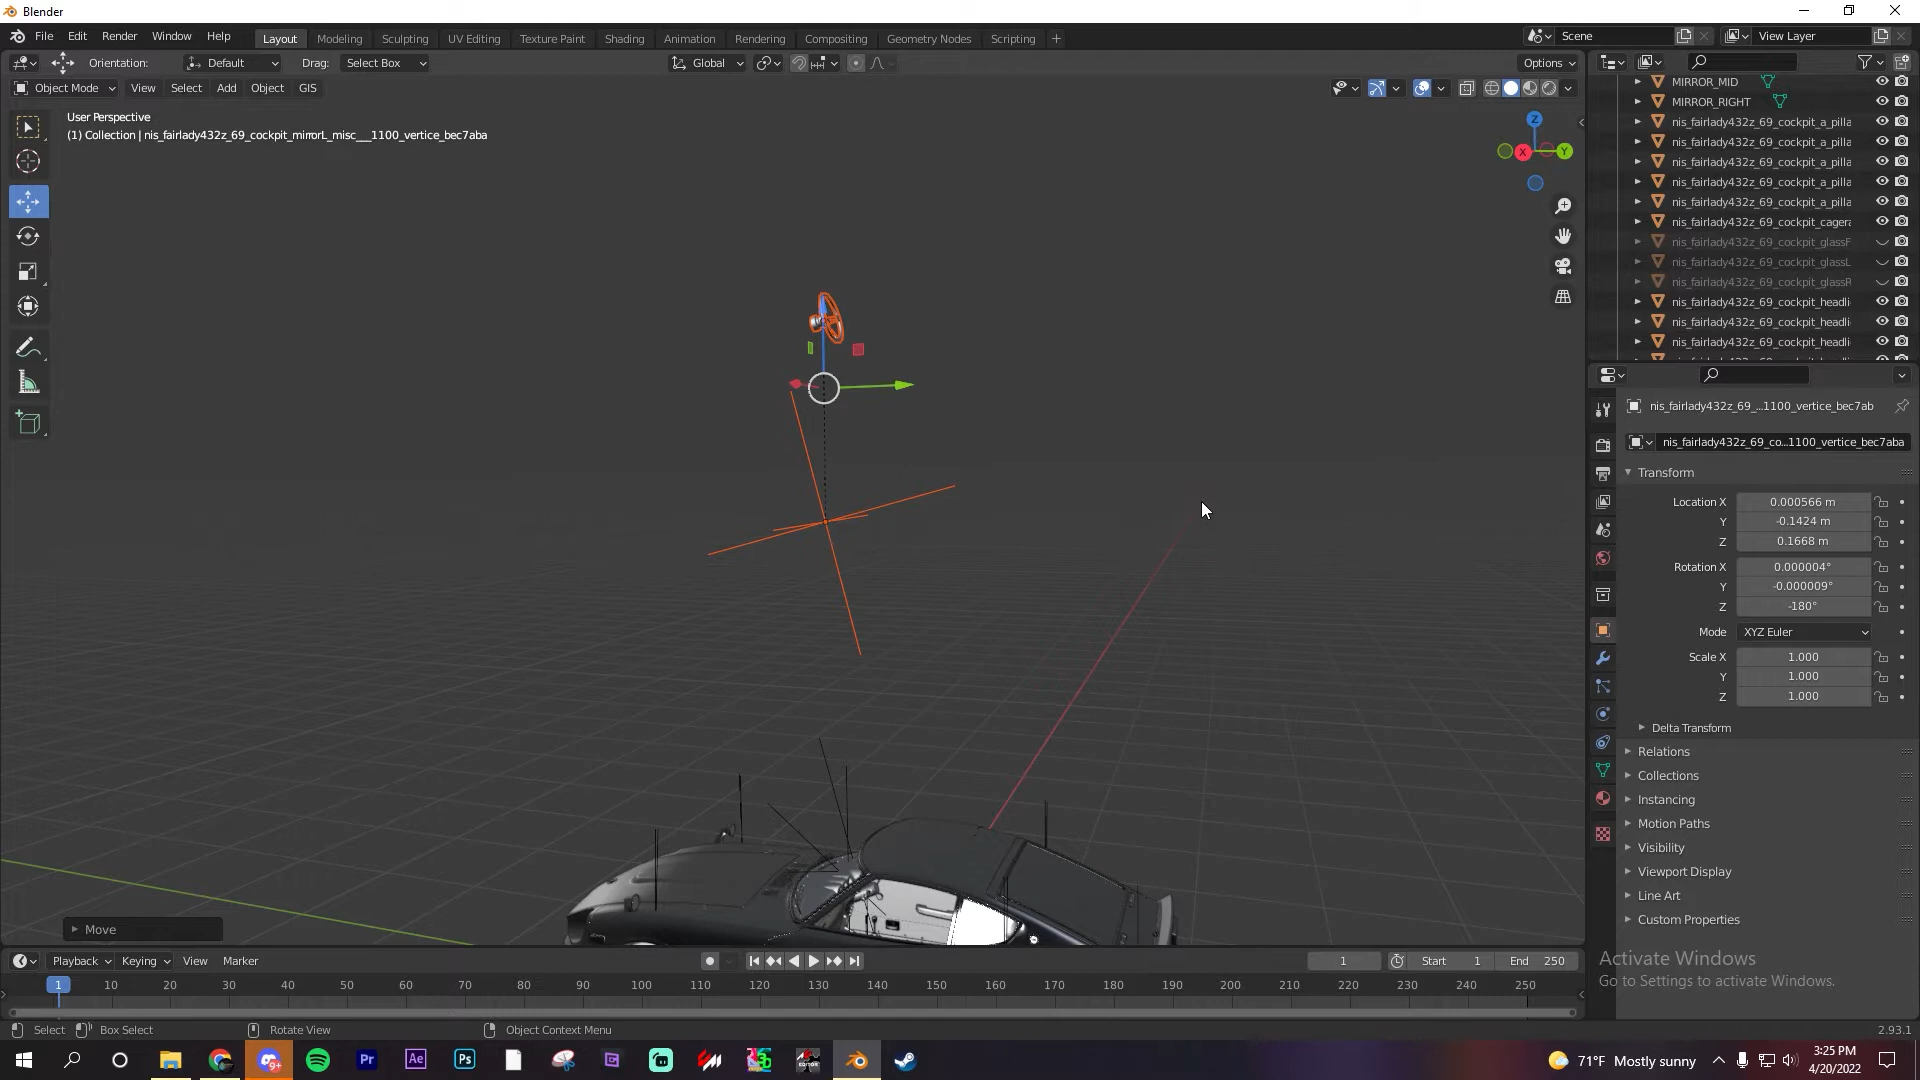 Blender
File Edit Render Window Help
Layout Modeling Sculpting UV Editing Texture Paint Shading Animation Rendering Compositing Geometry Nodes Scripting +
Scene View Layer
Orientation: Default Drag: Select Box Global Options
Object Mode View Select Add Object GIS
User Perspective
(1) Collection | nis_fairlady432z_69_cockpit_mirrorL_misc___1100_vertice_bec7aba
Z
X
Y
MIRROR_MID
MIRROR_RIGHT
nis_fairlady432z_69_cockpit_a_pilla
nis_fairlady432z_69_cockpit_a_pilla
nis_fairlady432z_69_cockpit_a_pilla
nis_fairlady432z_69_cockpit_a_pilla
nis_fairlady432z_69_cockpit_a_pilla
nis_fairlady432z_69_cockpit_cagera
nis_fairlady432z_69_cockpit_glassF
nis_fairlady432z_69_cockpit_glassL
nis_fairlady432z_69_cockpit_glassR
nis_fairlady432z_69_cockpit_headli
nis_fairlady432z_69_cockpit_headli
nis_fairlady432z_69_cockpit_headli
nis_fairlady432z_69_...1100_vertice_bec7ab
nis_fairlady432z_69_co...1100_vertice_bec7aba
Transform
Location X 0.000566 m
Y -0.1424 m
Z 0.1668 m
Rotation X 0.000004°
Y -0.000009°
Z -180°
Mode XYZ Euler
Scale X 1.000
Y 1.000
Z 1.000
Delta Transform
Relations
Collections
Instancing
Motion Paths
Visibility
Viewport Display
Line Art
Custom Properties
Activate Windows
Go to Settings to activate Windows.
Move
Playback Keying View Marker
1 Start 1 End 250
1 10 20 30 40 50 60 70 80 90 100 110 120 130 140 150 160 170 180 190 200 210 220 230 240 250
Select Box Select Rotate View Object Context Menu 2.93.1
9+ Pr Ae Ps
71°F Mostly sunny
3:25 PM
4/20/2022